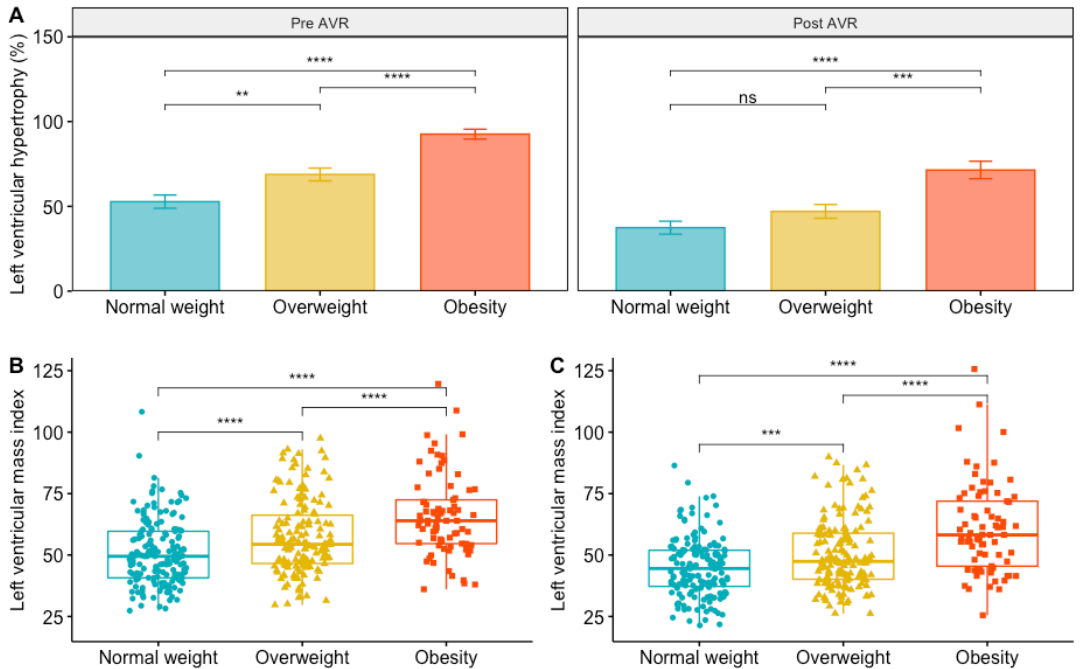 A
Pre AVR
Post AVR
Left ventricular hypertrophy (%)
150
100
50
0
****
****
**
****
***
ns
Normal weight Overweight Obesity
Normal weight Overweight Obesity
B
Left ventricular mass index
125
100
75
50
25
****
****
****
Normal weight Overweight Obesity
C
Left ventricular mass index
125
100
75
50
25
****
****
***
Normal weight Overweight Obesity